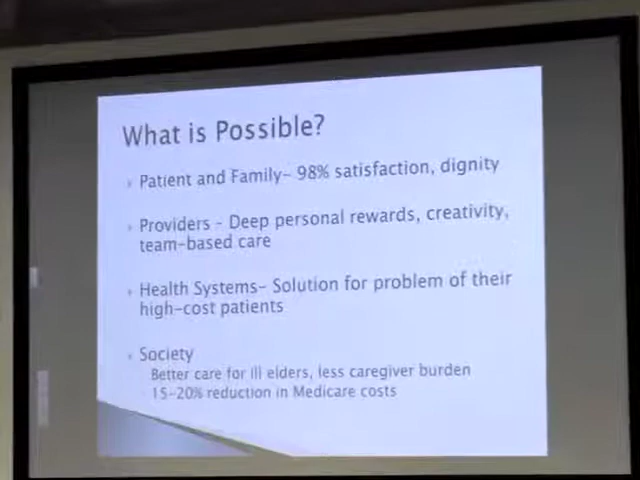 What is Possible?
Patient and Family– 98% satisfaction, dignity
Providers – Deep personal rewards, creativity,
team-based care
Health Systems– Solution for problem of their
high-cost patients
Society
Better care for ill elders, less caregiver burden
15-20% reduction in Medicare costs